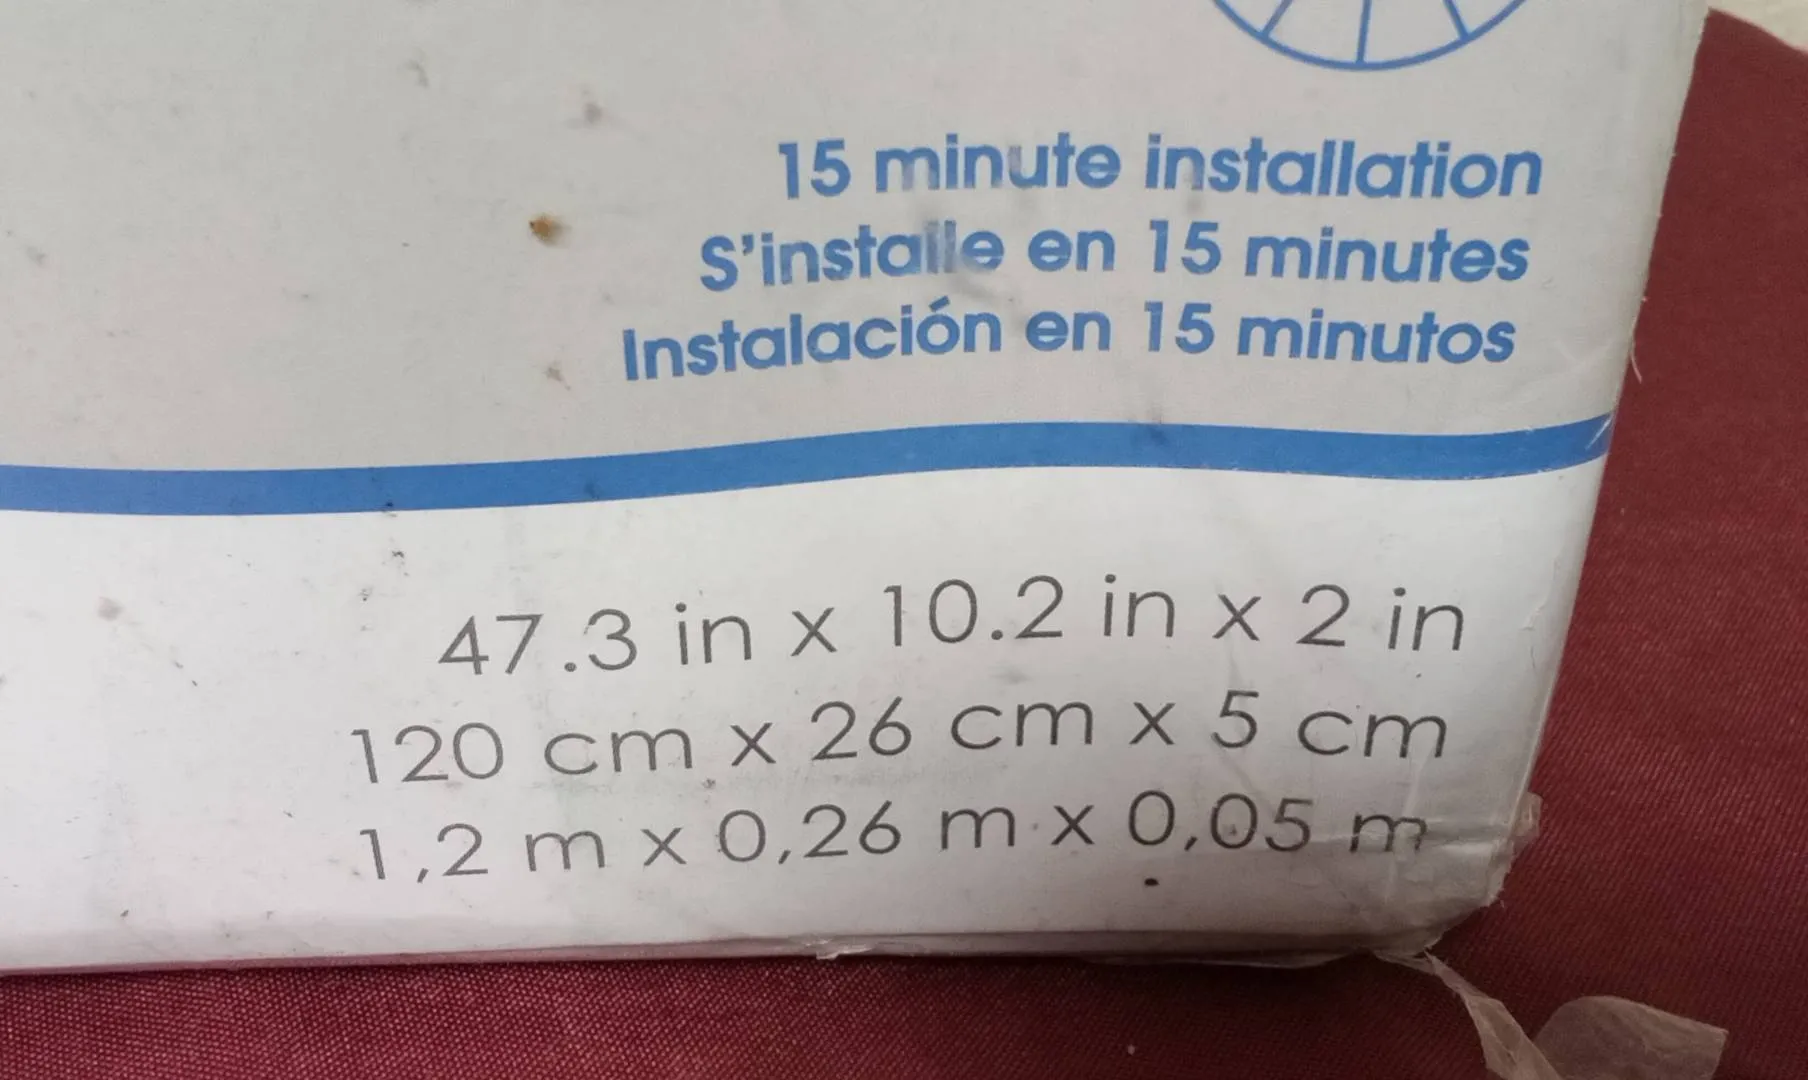 15 minute installation
S'installe en 15 minutes
Instalación en 15 minutos
47.3 in x 10.2 in x 2 in
120 cm x 26 cm x 5 cm
1,2 m x 0,26 m x 0,05 m